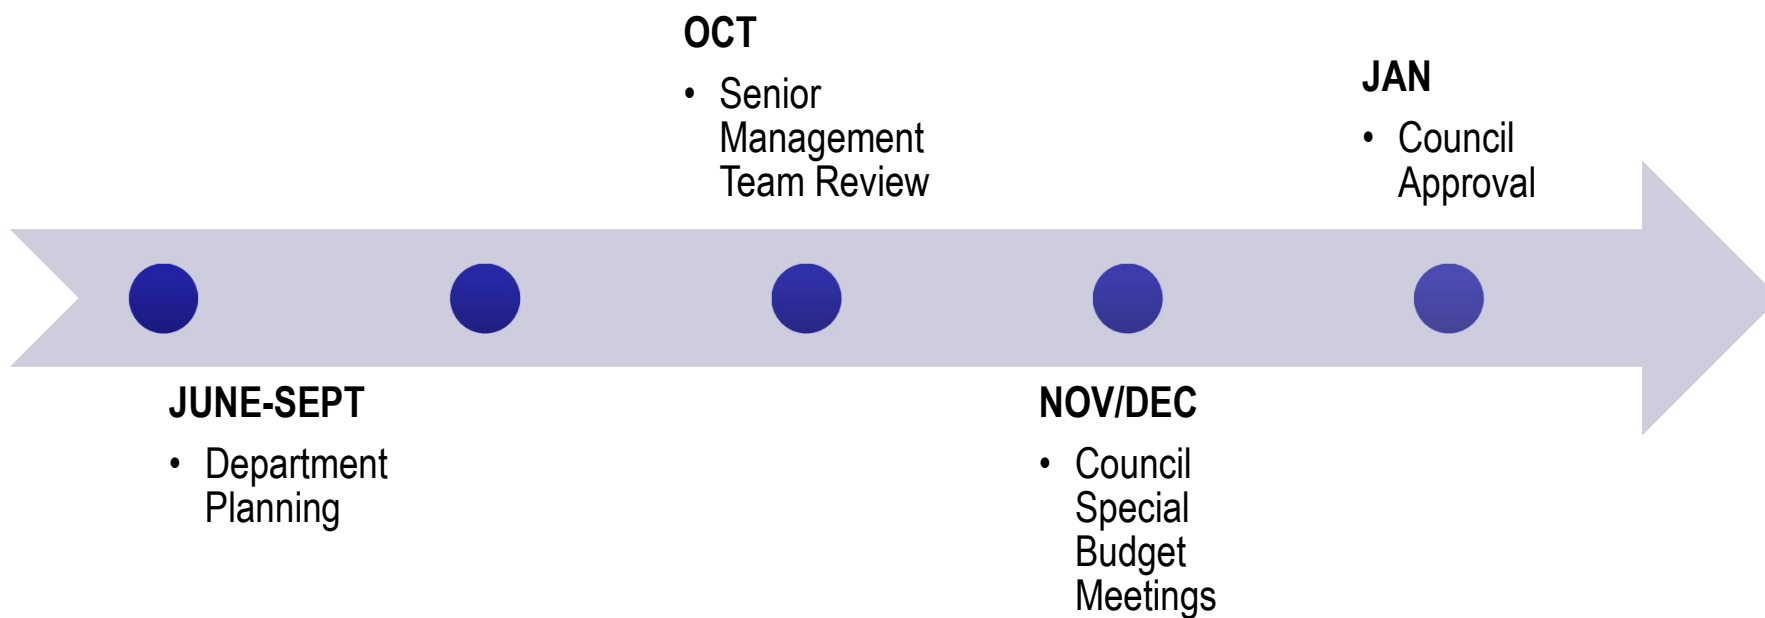 OCT
• Senior
Management
Team Review
JAN
• Council
Approval
JUNE-SEPT
• Department
Planning
NOV/DEC
• Council
Special
Budget
Meetings